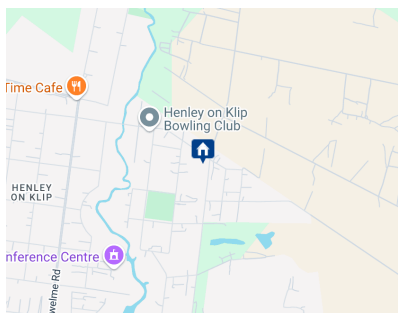 Time Cafe
Henley on Klip
Bowling Club
HENLEY
ON KLIP
nference Centre
welme Rd